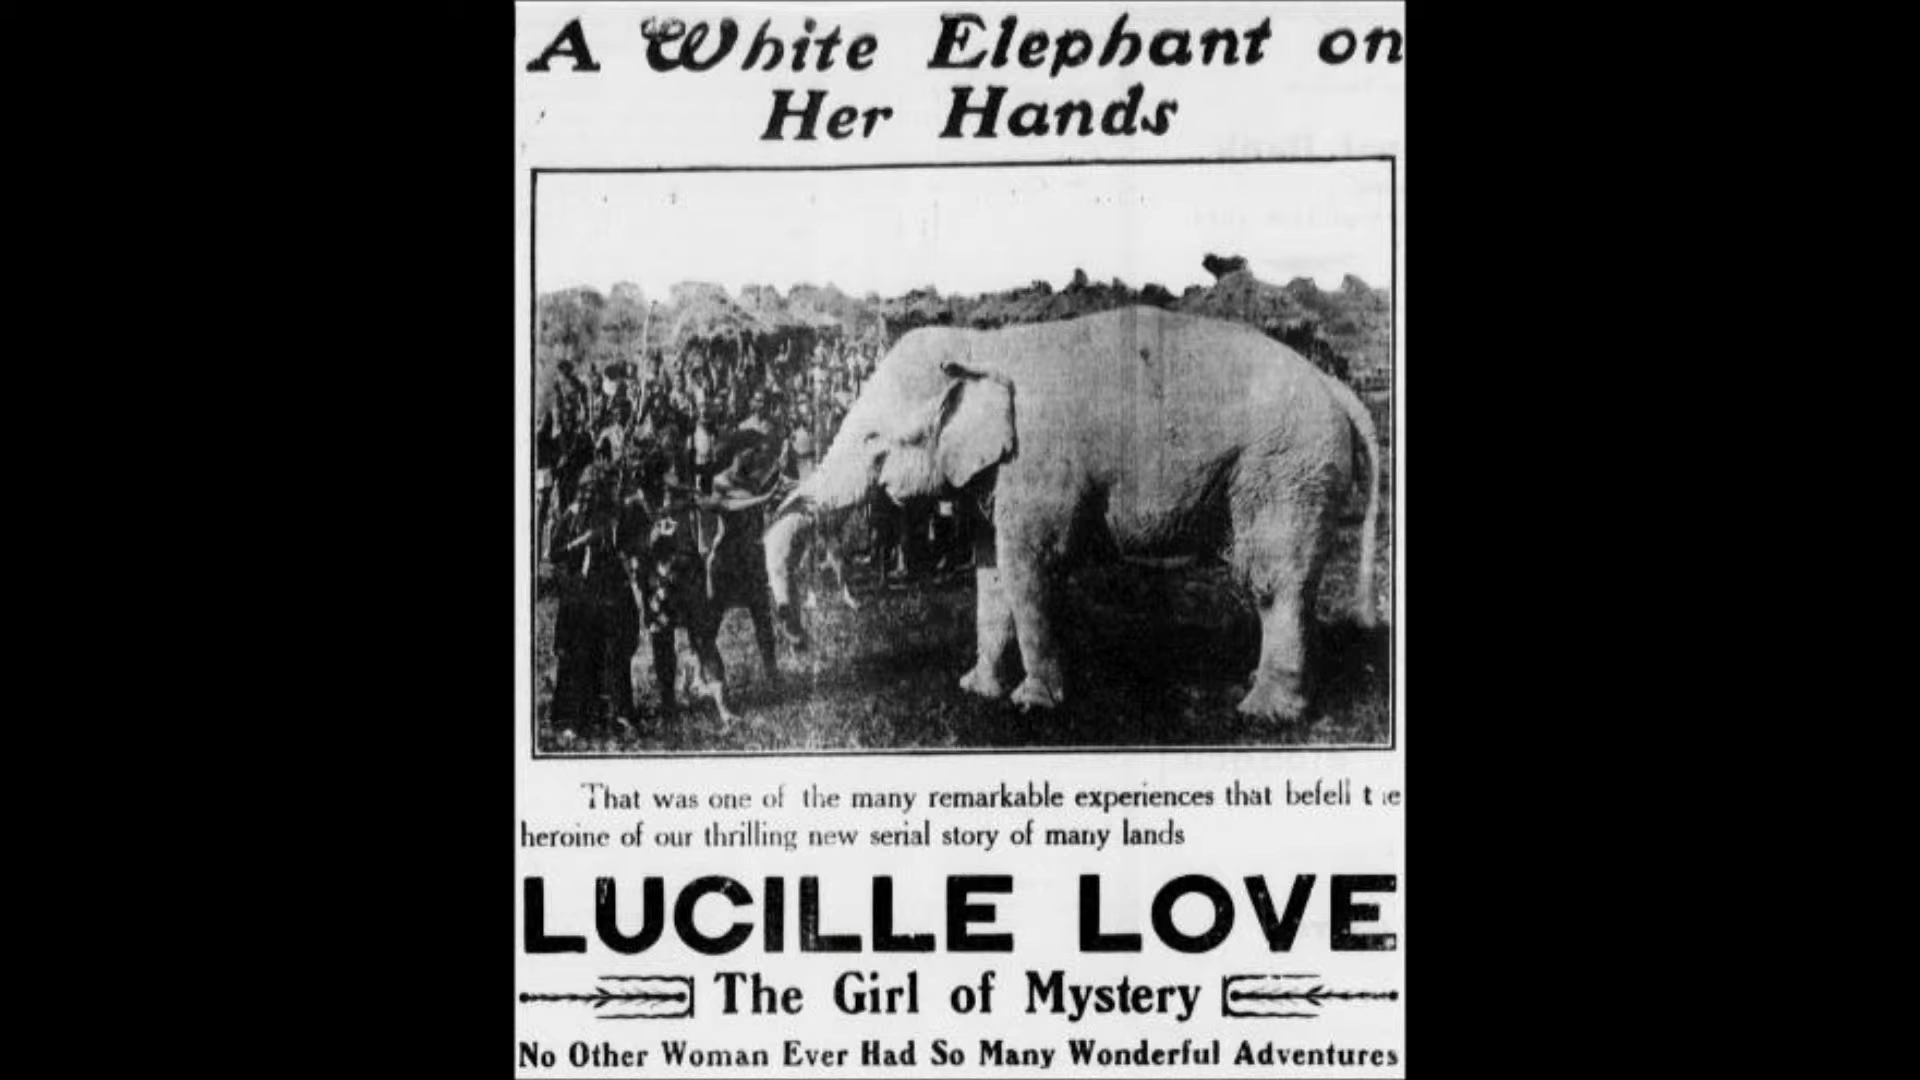 A White Elephant on
Her Hands
That was one of the many remarkable experiences that befell the
heroine of our thrilling new serial story of many lands
LUCILLE LOVE
The Girl of Mystery
No Other Woman Ever Had So Many Wonderful Adventures